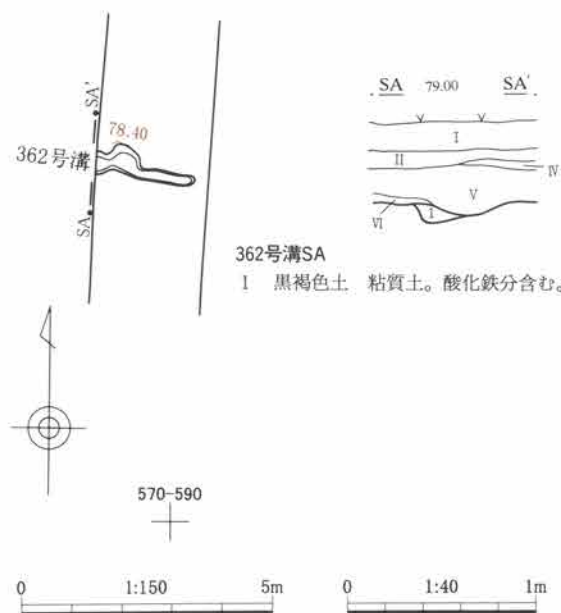 SA'
78.40
362号溝
SA
SA 79.00 SA'
I
II
IV
V
VI
1
362号溝SA
1 黒褐色土 粘質土。酸化鉄分含む。
570-590
0 1:150 5m
0 1:40 1m